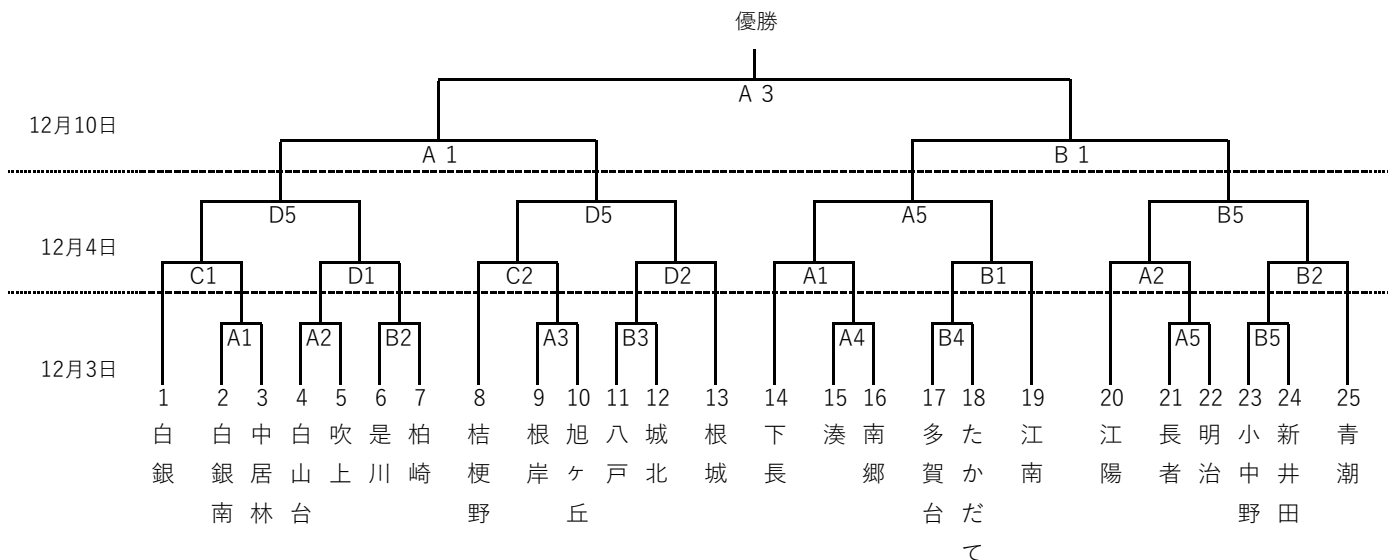 優勝
A 3
12月10日
A 1
B 1
D5
D5
A5
B5
12月4日
C1
D1
C2
D2
A1
B1
A2
B2
A1
A2
B2
A3
B3
A4
B4
A5
B5
12月3日
1
2
3
4
5
6
7
8
9
10
11
12
13
14
15
16
17
18
19
20
21
22
23
24
25
白銀
白銀南
中居林
白山台
吹上
是川
柏崎
桔梗野
根岸
旭ヶ丘
八戸
城北
根城
下長
湊
南郷
多賀台
たかだて
江南
江陽
長者
明治
小中野
新井田
青潮